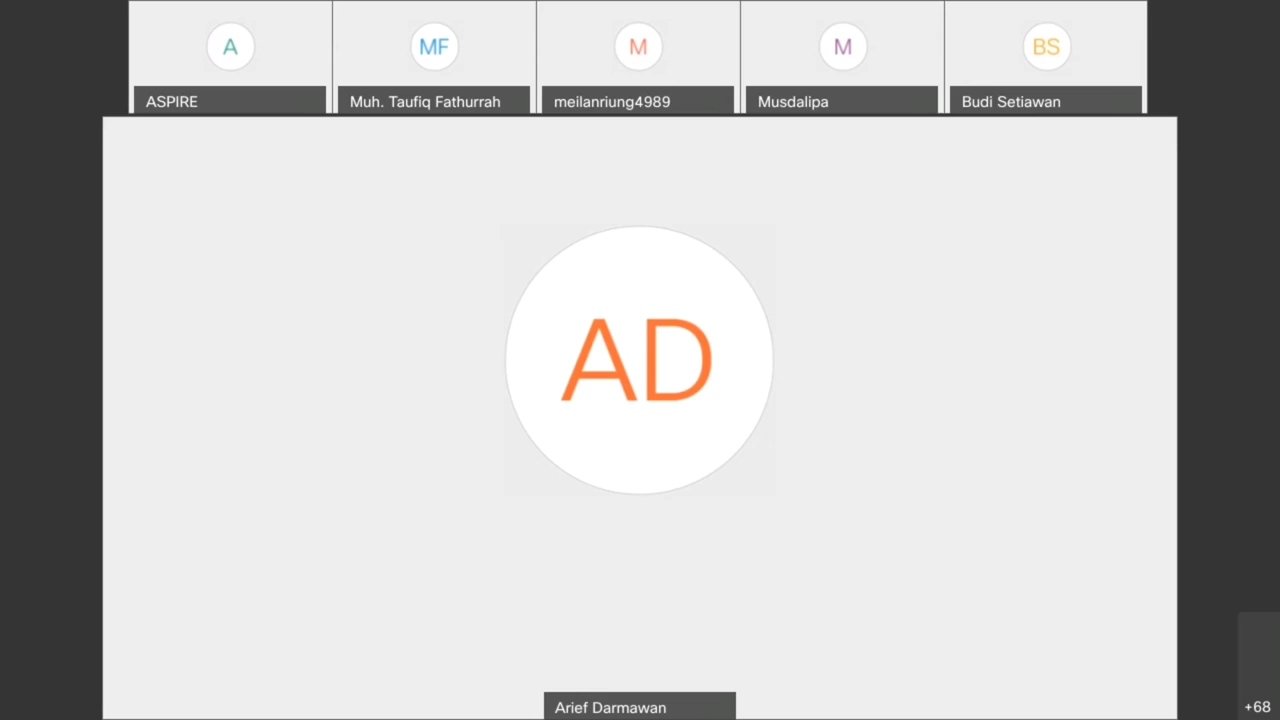 A
MF
M
M
BS
ASPIRE
Muh. Taufiq Fathurrah
meilanriung4989
Musdalipa
Budi Setiawan
AD
Arief Darmawan
+68